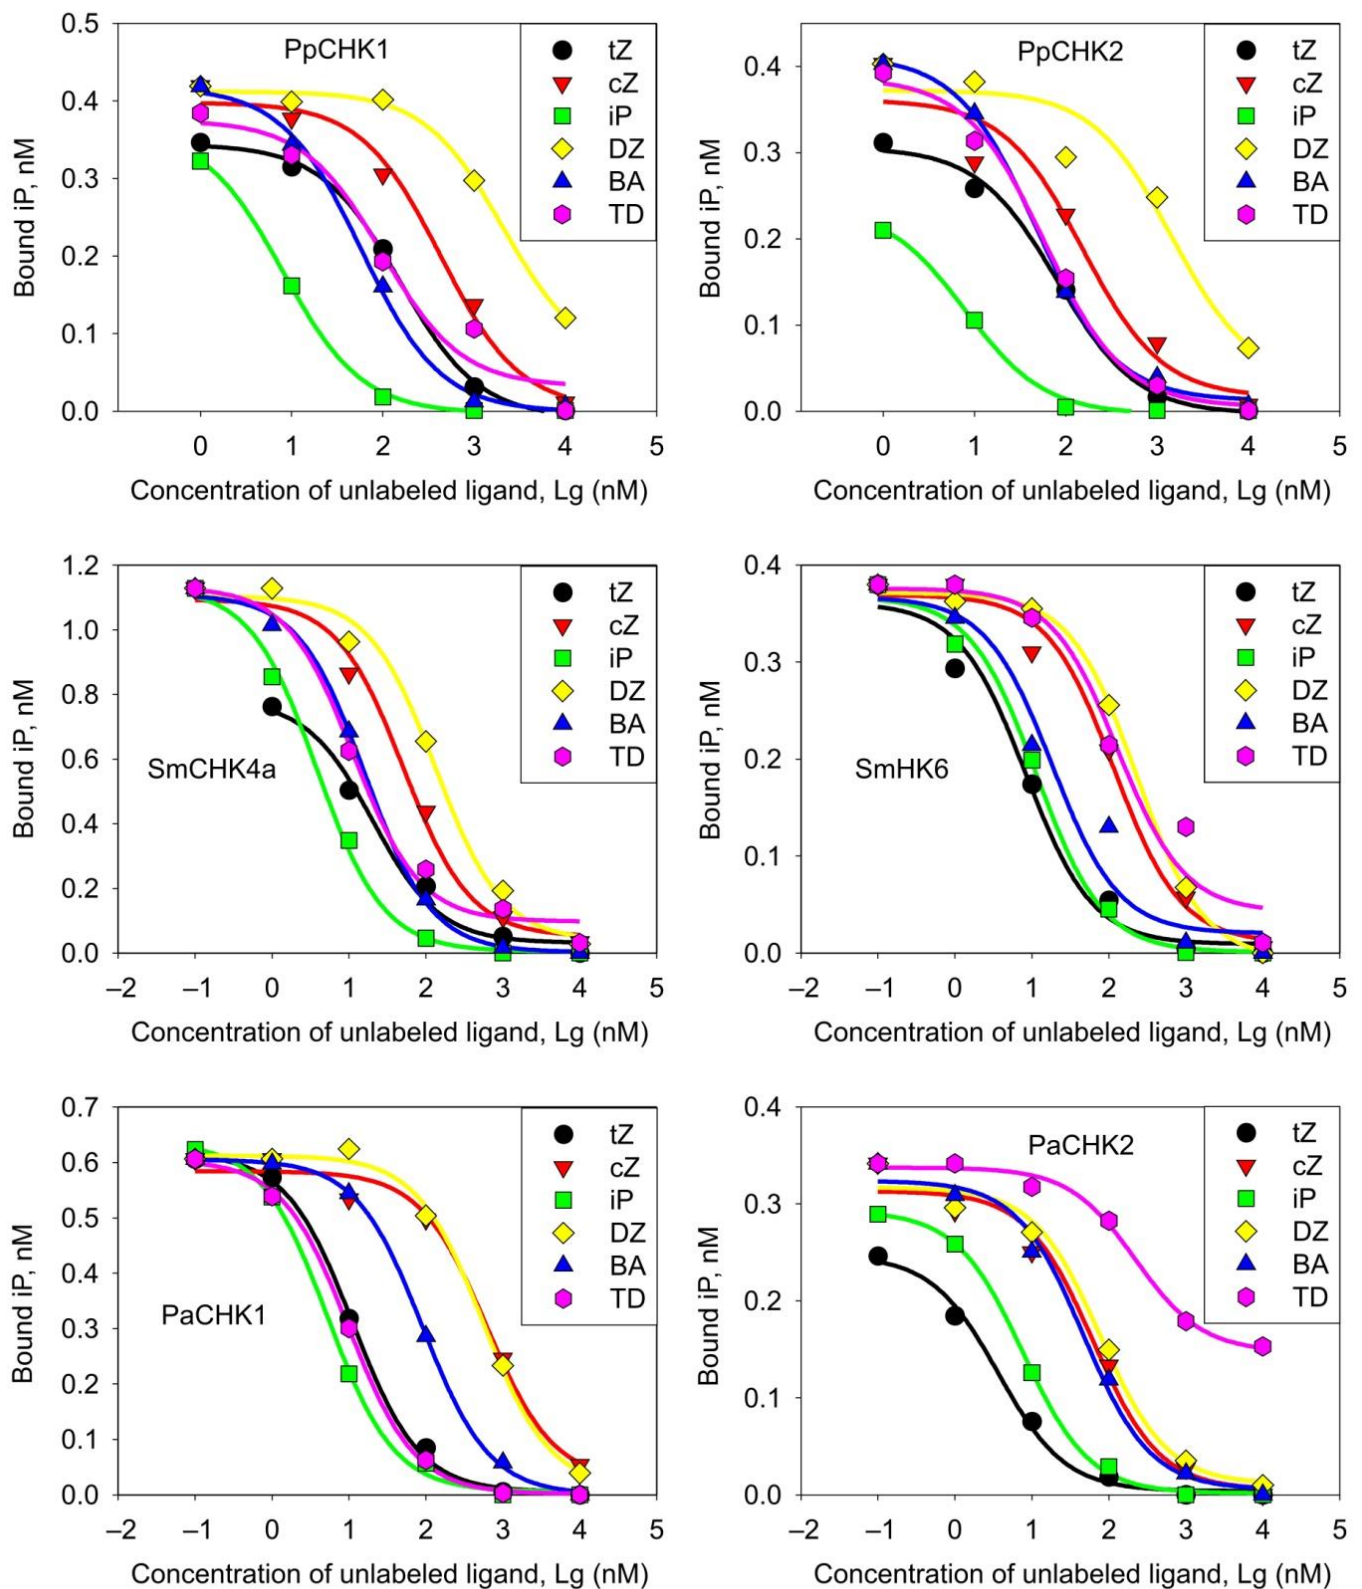 PpCHK1
tZ
cZ
iP
DZ
BA
TD
Bound iP, nM
0.5
0.4
0.3
0.2
0.1
0.0
0 1 2 3 4 5
Concentration of unlabeled ligand, Lg (nM)
PpCHK2
tZ
cZ
iP
DZ
BA
TD
Bound iP, nM
0.4
0.3
0.2
0.1
0.0
0 1 2 3 4 5
Concentration of unlabeled ligand, Lg (nM)
SmCHK4a
tZ
cZ
iP
DZ
BA
TD
Bound iP, nM
1.2
1.0
0.8
0.6
0.4
0.2
0.0
–2 –1 0 1 2 3 4 5
Concentration of unlabeled ligand, Lg (nM)
SmHK6
tZ
cZ
iP
DZ
BA
TD
Bound iP, nM
0.4
0.3
0.2
0.1
0.0
–2 –1 0 1 2 3 4 5
Concentration of unlabeled ligand, Lg (nM)
PaCHK1
tZ
cZ
iP
DZ
BA
TD
Bound iP, nM
0.7
0.6
0.5
0.4
0.3
0.2
0.1
0.0
–2 –1 0 1 2 3 4 5
Concentration of unlabeled ligand, Lg (nM)
PaCHK2
tZ
cZ
iP
DZ
BA
TD
Bound iP, nM
0.4
0.3
0.2
0.1
0.0
–2 –1 0 1 2 3 4 5
Concentration of unlabeled ligand, Lg (nM)